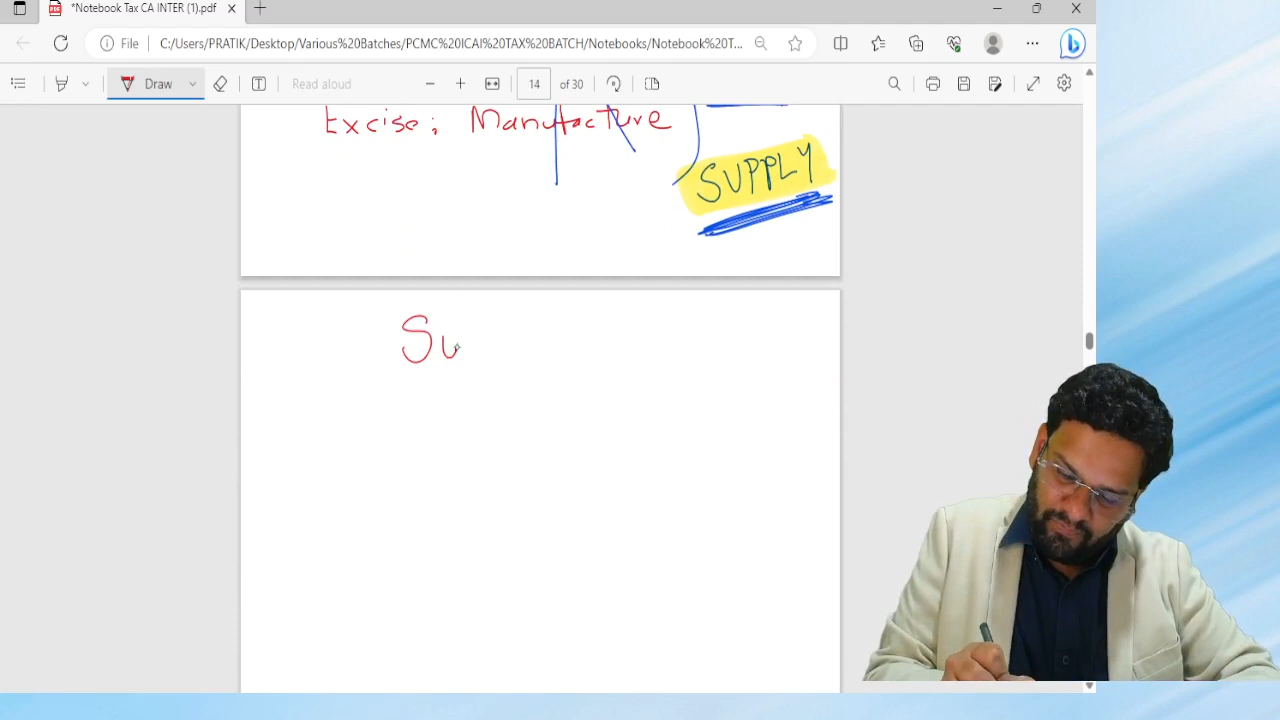 *Notebook Tax CA INTER (1).pdf
File
C:/Users/PRATIK/Desktop/Various%20Batches/PCMC%20ICAI%20TAX%20BATCH/Notebooks/Notebook%20T...
Draw
Read aloud
14 of 30
Excise: Manufacture
SUPPLY
Su